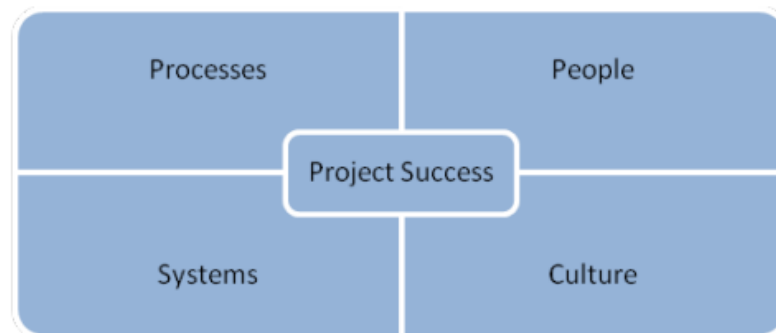 Processes
People
Project Success
Systems
Culture